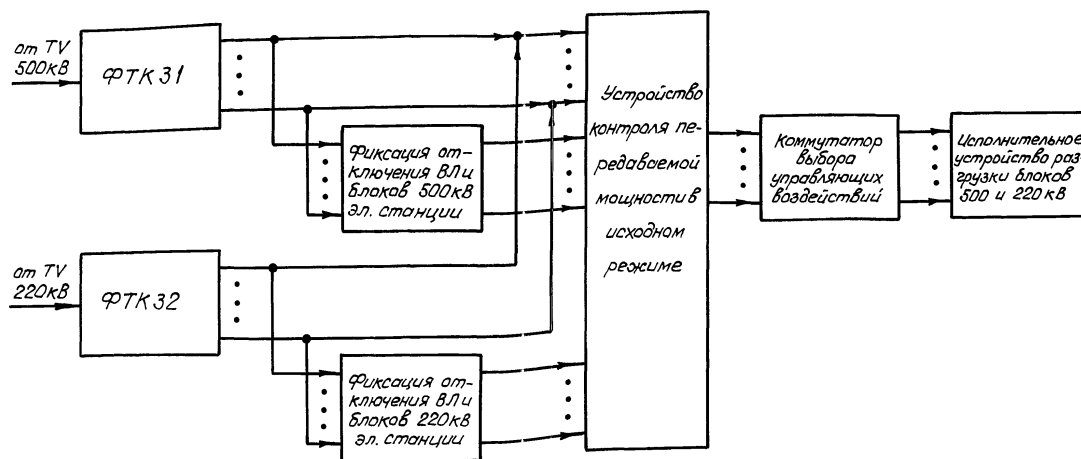 от TV
500кВ
ФТКЗ1
Фиксация от-
ключения ВЛ и
блоков 500кВ
эл. станции
от TV
220кВ
ФТКЗ2
Фиксация от-
ключения ВЛ и
блоков 220кВ
эл. станции
Устройство
контроля пе-
редаваемой
мощности в
исходном
режиме
Коммутатор
выбора
управляющих
воздействий
Исполнительное
устройство раз-
грузки блоков
500 и 220 кВ